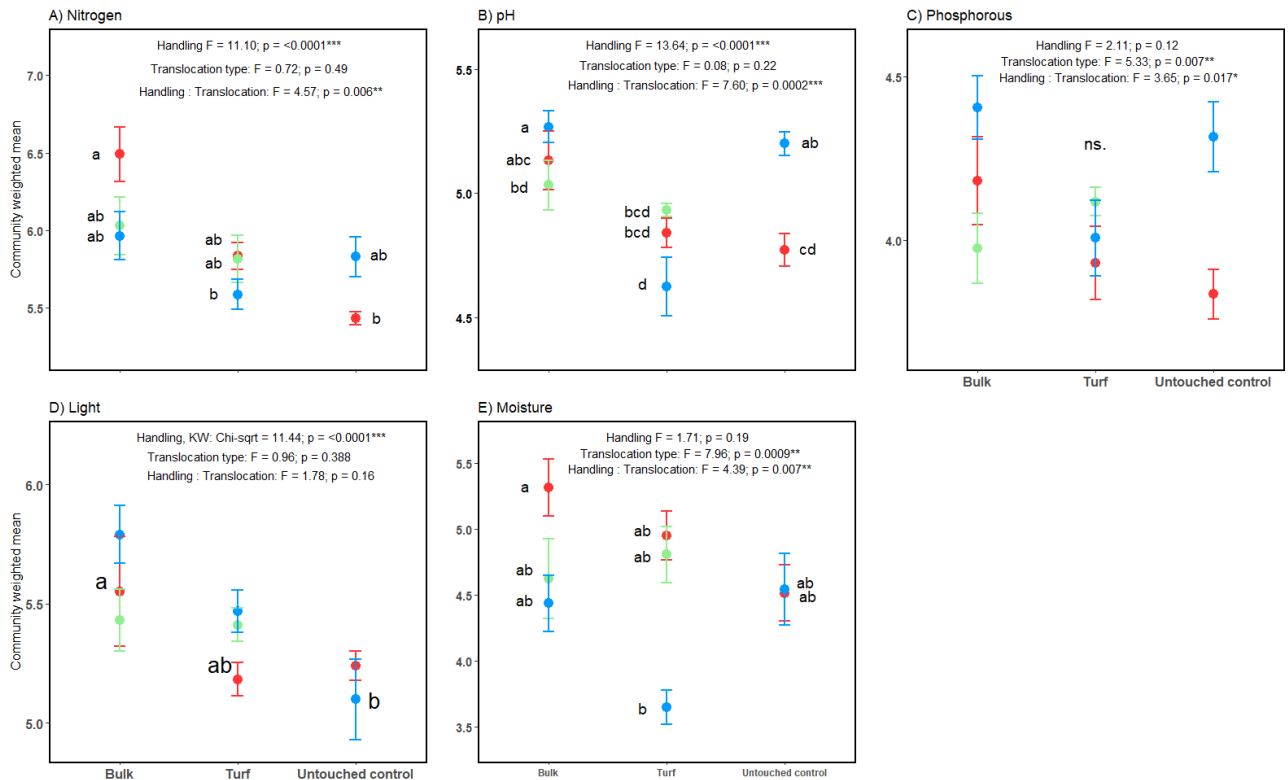 A) Nitrogen
Handling F = 11.10; p = <0.0001***
Translocation type: F = 0.72; p = 0.49
Handling : Translocation: F = 4.57; p = 0.006**
Community weighted mean
7.0
6.5
6.0
5.5
a
ab
ab
ab
ab
b
ab
b
B) pH
Handling F = 13.64; p = <0.0001***
Translocation type: F = 0.08; p = 0.22
Handling : Translocation: F = 7.60; p = 0.0002***
5.5
5.0
4.5
a
abc
bd
bcd
bcd
d
ab
cd
C) Phosphorous
Handling F = 2.11; p = 0.12
Translocation type: F = 5.33; p = 0.007**
Handling : Translocation: F = 3.65; p = 0.017*
4.5
4.0
ns.
Bulk
Turf
Untouched control
D) Light
Handling, KW: Chi-sqrt = 11.44; p = <0.0001***
Translocation type: F = 0.96; p = 0.388
Handling : Translocation: F = 1.78; p = 0.16
Community weighted mean
6.0
5.5
5.0
a
ab
b
Bulk
Turf
Untouched control
E) Moisture
Handling F = 1.71; p = 0.19
Translocation type: F = 7.96; p = 0.0009**
Handling : Translocation: F = 4.39; p = 0.007**
5.5
5.0
4.5
4.0
3.5
a
ab
ab
ab
ab
b
ab
ab
Bulk
Turf
Untouched control